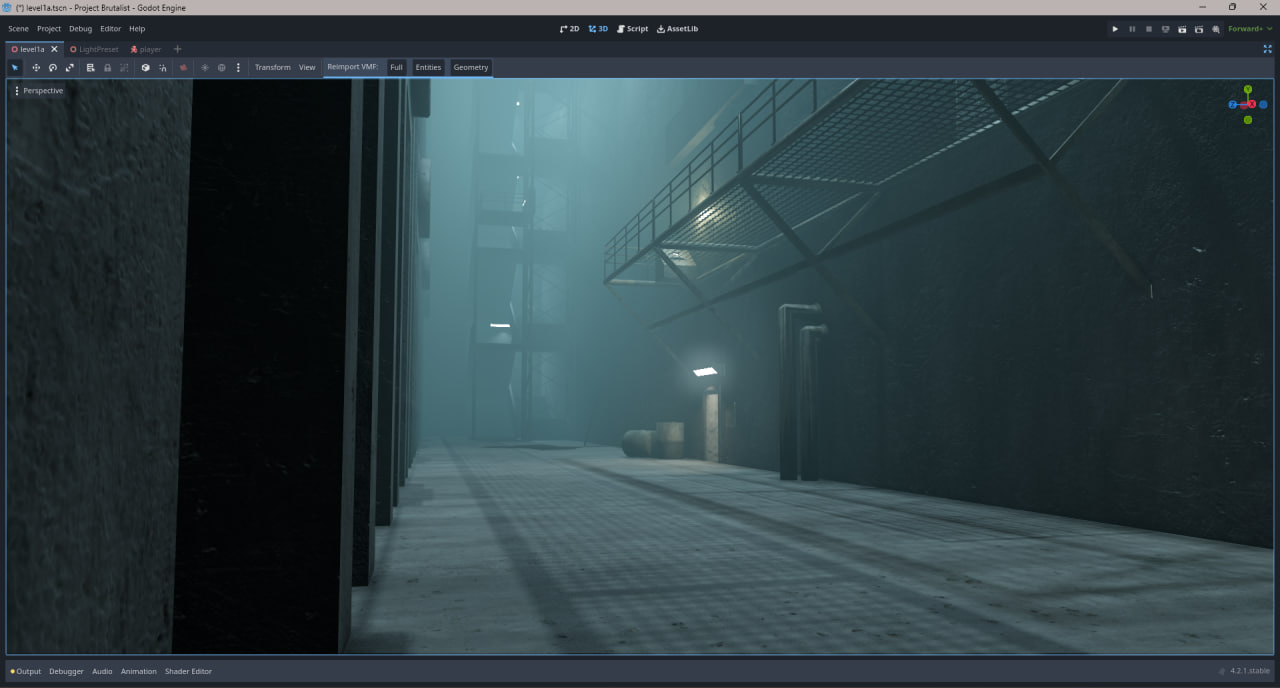 (*) level1a.tscn - Project Brutalist - Godot Engine
Scene Project Debug Editor Help 2D 3D Script AssetLib Forward+
level1a LightPreset player
Transform View Reimport VMF: Full Entities Geometry
Perspective
Y
Z X
Output Debugger Audio Animation Shader Editor 4.2.1.stable